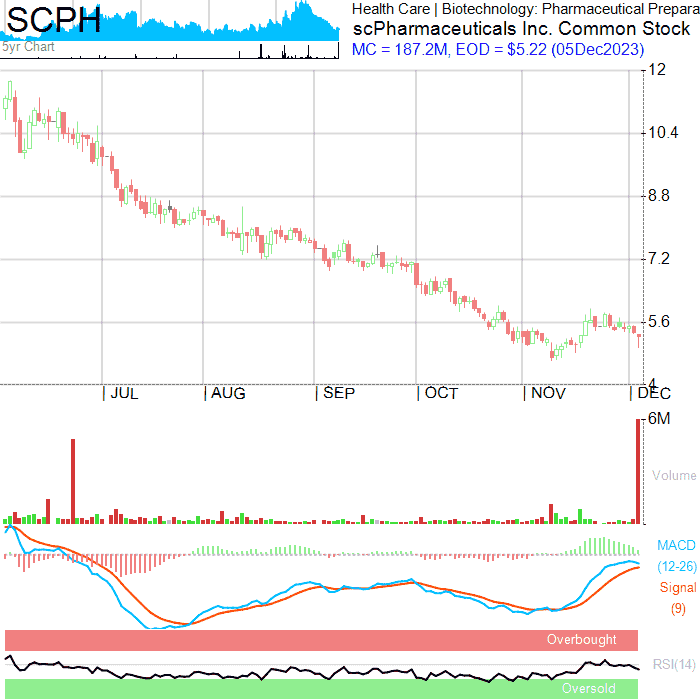 SCPH
5yr Chart
Health Care | Biotechnology: Pharmaceutical Prepara
scPharmaceuticals Inc. Common Stock
MC = 187.2M, EOD = $5.22 (05Dec2023)
12
10.4
8.8
7.2
5.6
4
| JUL | AUG | SEP | OCT | NOV | DEC
6M
Volume
MACD
(12-26)
Signal
(9)
Overbought
RSI(14)
Oversold